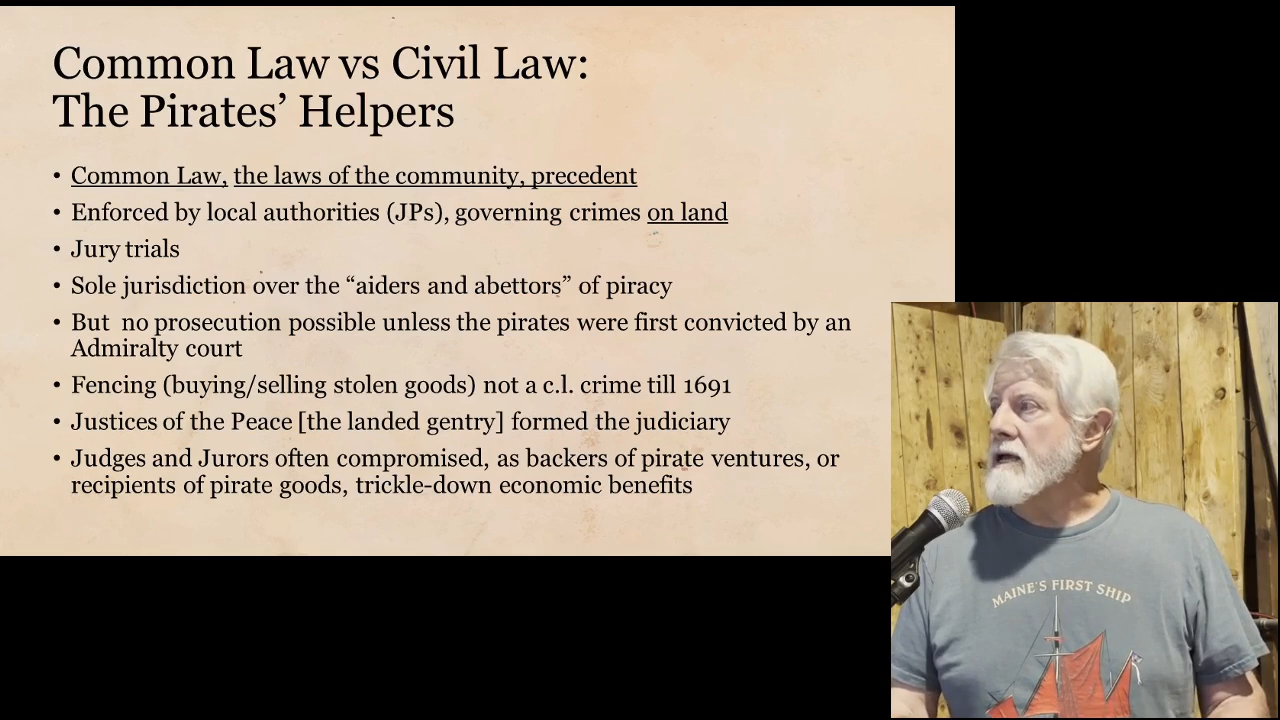 Common Law vs Civil Law:
The Pirates’ Helpers
• Common Law, the laws of the community, precedent
• Enforced by local authorities (JPs), governing crimes on land
• Jury trials
• Sole jurisdiction over the “aiders and abettors” of piracy
• But  no prosecution possible unless the pirates were first convicted by an
Admiralty court
• Fencing (buying/selling stolen goods) not a c.l. crime till 1691
• Justices of the Peace [the landed gentry] formed the judiciary
• Judges and Jurors often compromised, as backers of pirate ventures, or
recipients of pirate goods, trickle-down economic benefits
MAINE'S FIRST SHIP